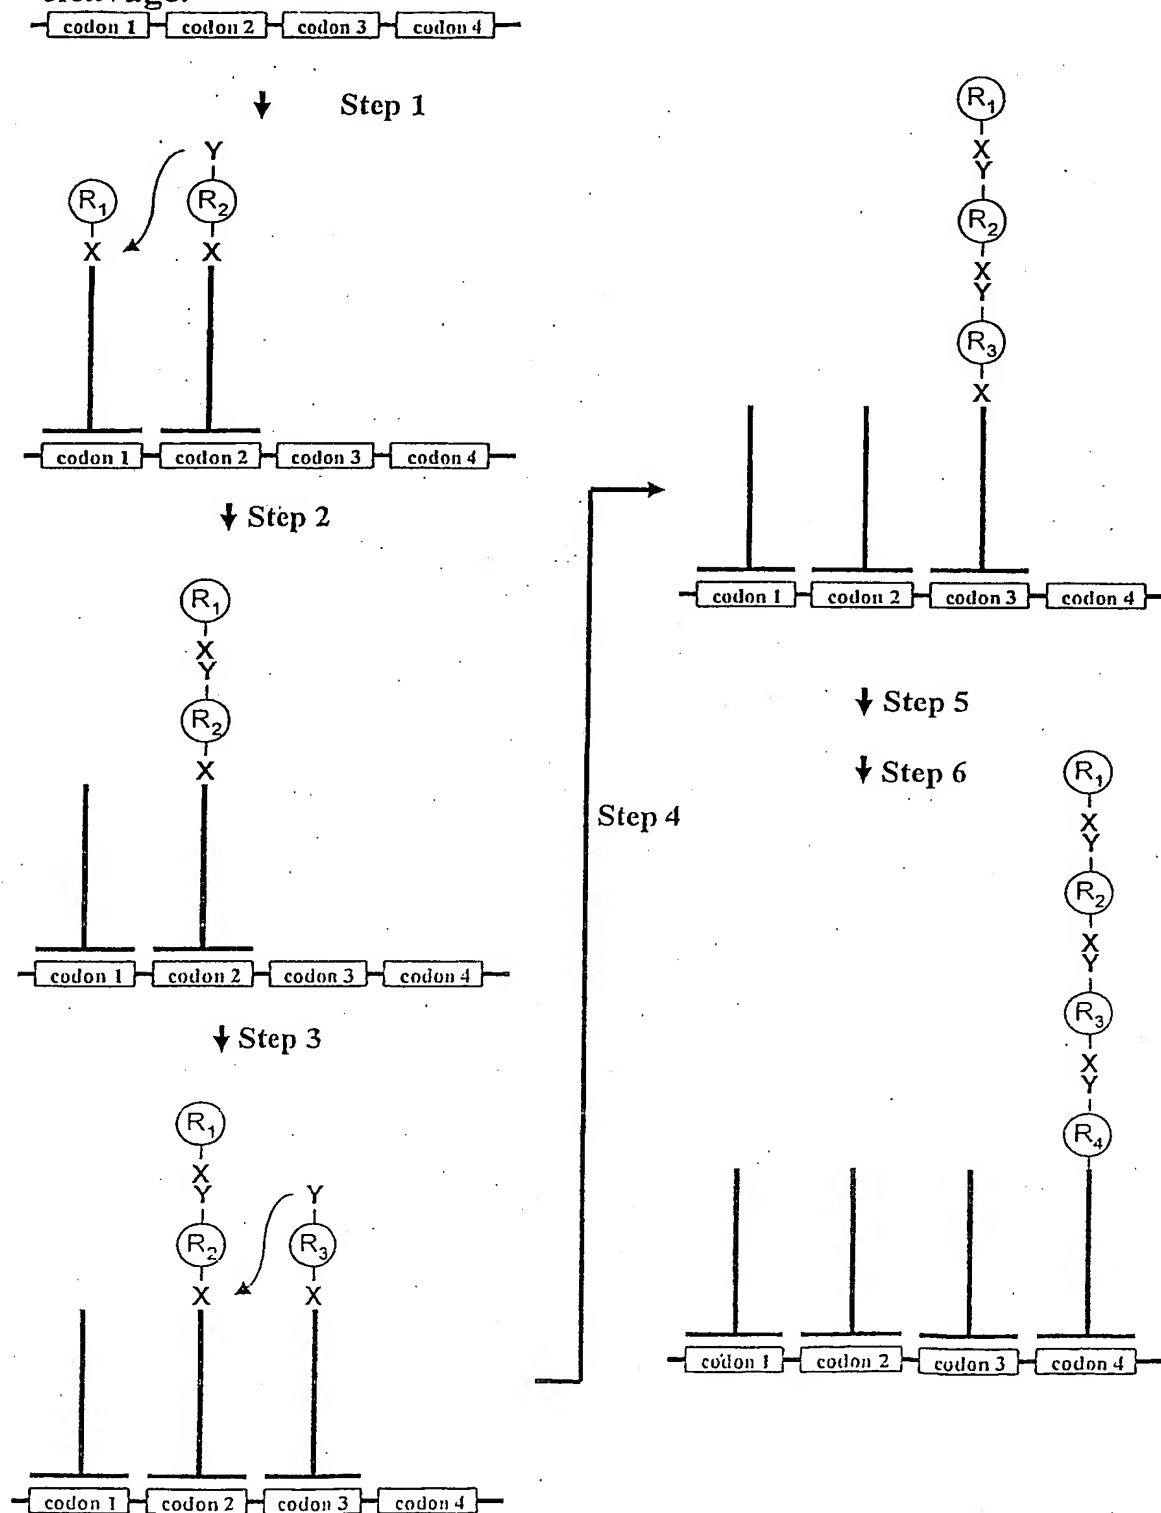 cleavage.
codon 1 codon 2 codon 3 codon 4
Step 1
Y
R1 R2
X X
codon 1 codon 2 codon 3 codon 4
Step 2
R1
X
Y
R2
X
codon 1 codon 2 codon 3 codon 4
Step 3
R1
X
Y Y
R2 R3
X X
codon 1 codon 2 codon 3 codon 4
Step 4
R1
X
Y
R2
X
Y
R3
X
codon 1 codon 2 codon 3 codon 4
Step 5
Step 6
R1
X
Y
R2
X
Y
R3
X
Y
R4
codon 1 codon 2 codon 3 codon 4